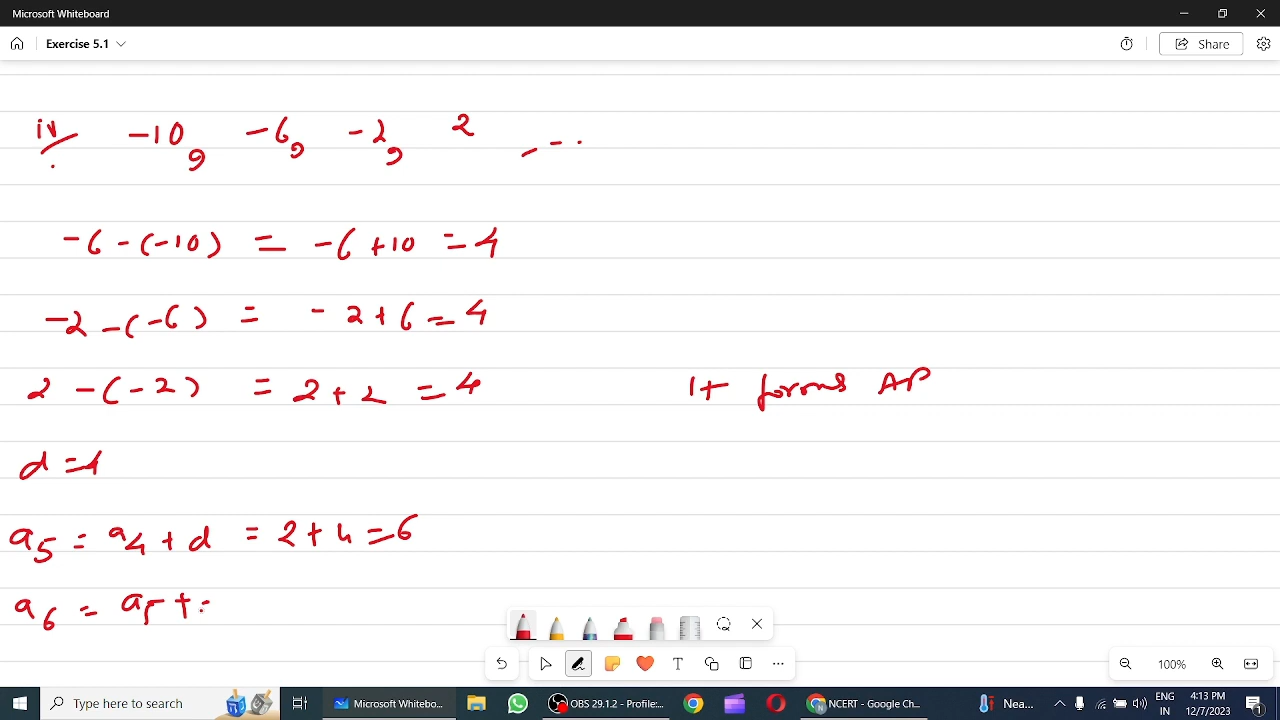 Microsoft Whiteboard
Exercise 5.1
Share
iv -10, -6, -2, 2 ---
-6 -(-10) = -6 +10 = 4
-2 -(-6) = -2+6 = 4
2 -(-2) = 2+2 = 4 It forms AP
d = 4
a5 = a4 + d = 2+4 = 6
a6 = a5 +
100%
Type here to search
Microsoft Whiteboar...
OBS 29.1.2 - Profile...
NCERT - Google Ch...
Nea...
ENG
IN
4:13 PM
12/7/2023